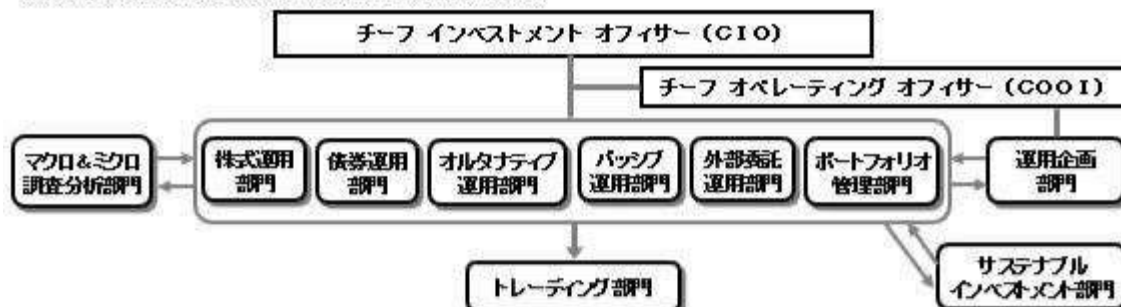 チーフ インベストメント オフィサー (CIO)
チーフ オペレーティング オフィサー (COOI)
マクロ&ミクロ
調査分析部門
株式運用
部門
債券運用
部門
オルタナティブ
運用部門
パッシブ
運用部門
外部委託
運用部門
ポートフォリオ
管理部門
運用企画
部門
トレーディング部門
サステナブル
インベストメント部門